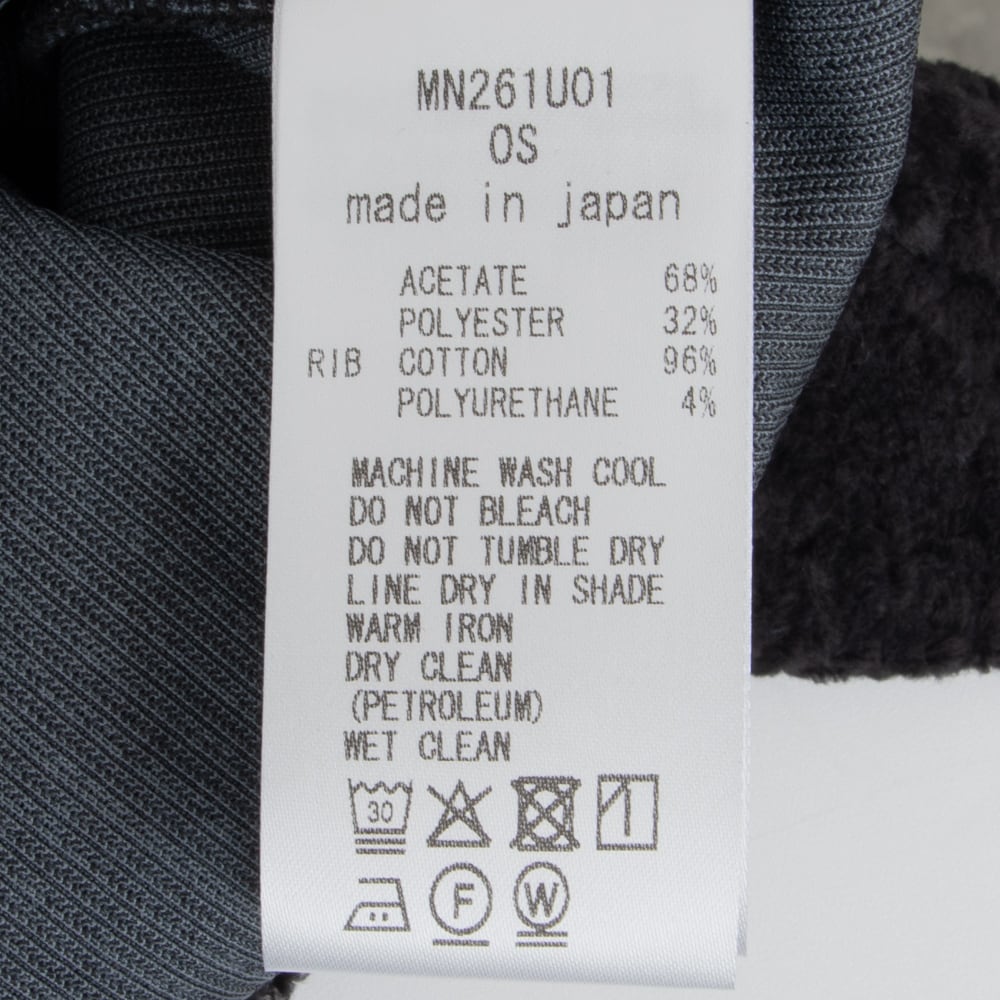 MN261U01
OS
made in japan
ACETATE 68%
POLYESTER 32%
RIB COTTON 96%
POLYURETHANE 4%
MACHINE WASH COOL
DO NOT BLEACH
DO NOT TUMBLE DRY
LINE DRY IN SHADE
WARM IRON
DRY CLEAN
(PETROLEUM)
WET CLEAN
30
F W